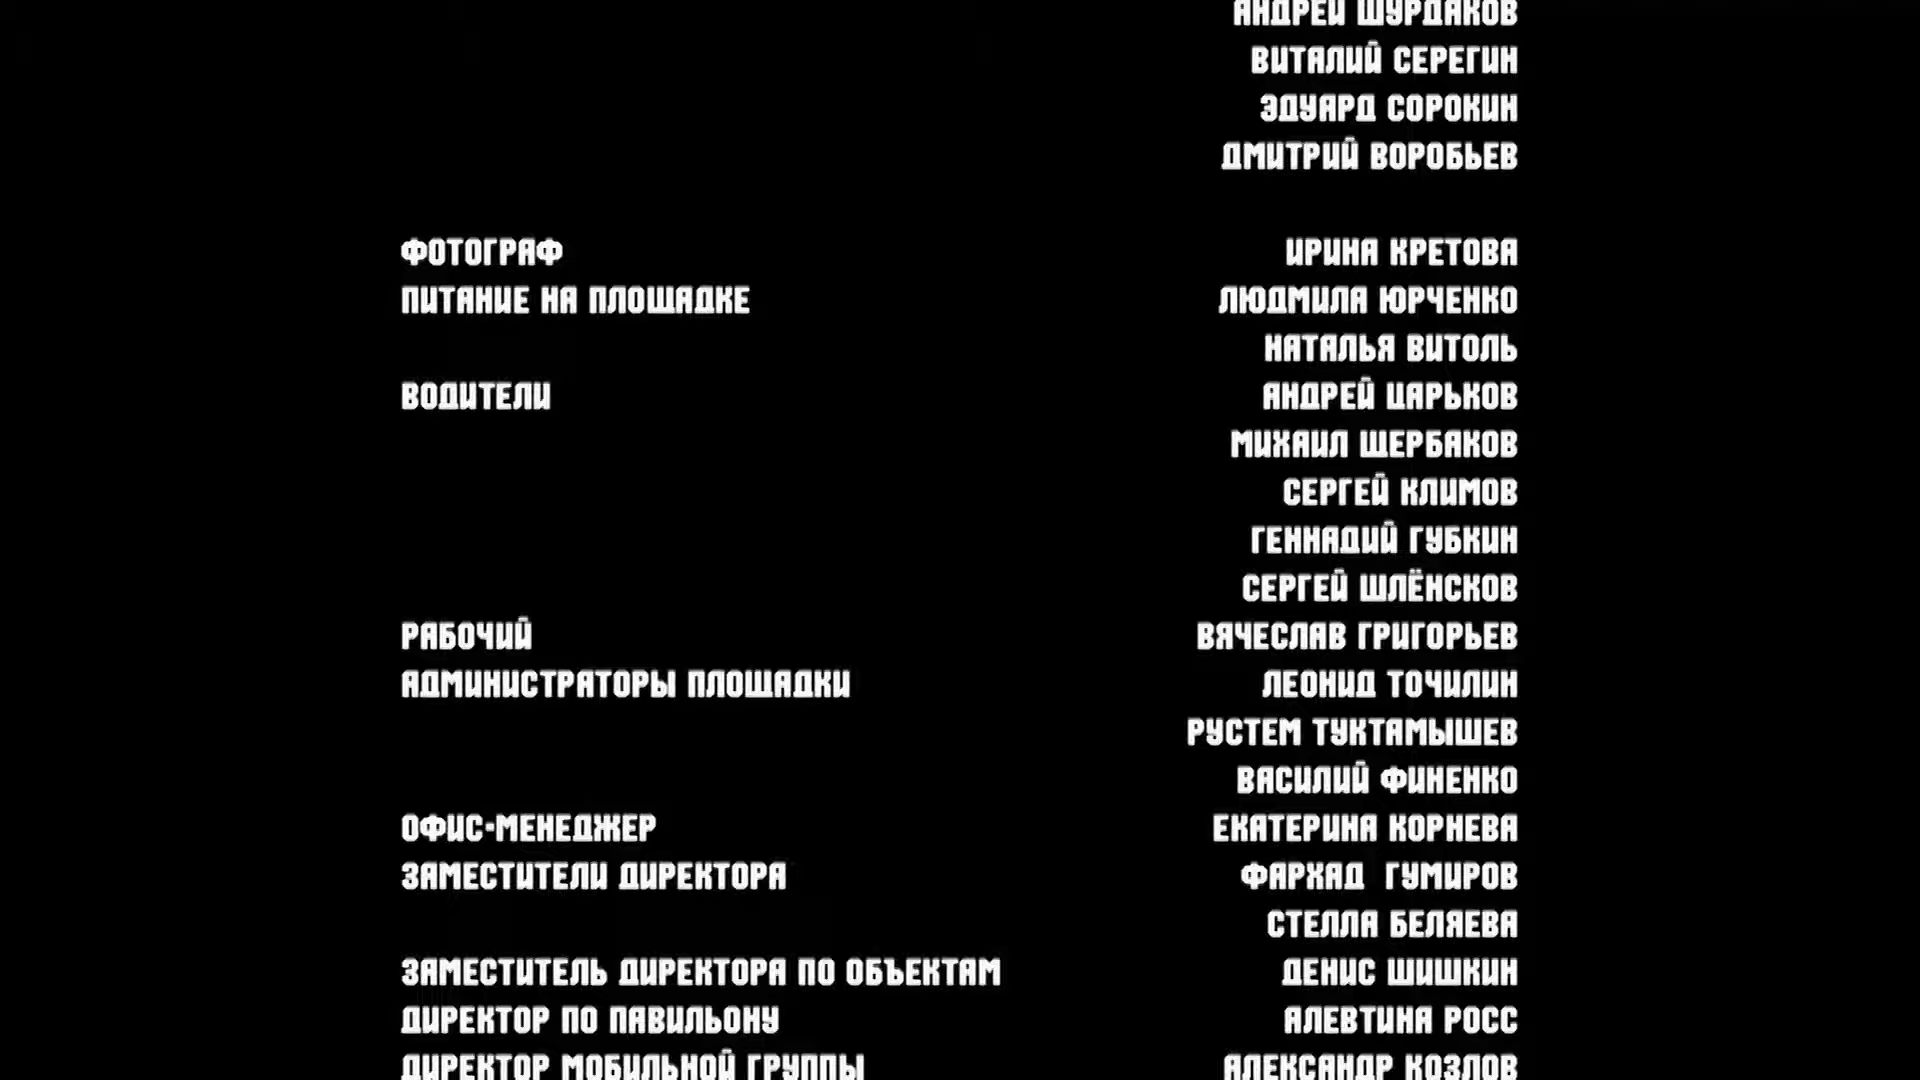 АНДРЕЙ ШУРДАКОВ
ВИТАЛИЙ СЕРЕГИН
ЭДУАРД СОРОКИН
ДМИТРИЙ ВОРОБЬЕВ
ФОТОГРАФ ИРИНА КРЕТОВА
ПИТАНИЕ НА ПЛОЩАДКЕ ЛЮДМИЛА ЮРЧЕНКО
НАТАЛЬЯ ВИТОЛЬ
ВОДИТЕЛИ АНДРЕЙ ЦАРЬКОВ
МИХАИЛ ЩЕРБАКОВ
СЕРГЕЙ КЛИМОВ
ГЕННАДИЙ ГУБКИН
СЕРГЕЙ ШЛЁНСКОВ
РАБОЧИЙ ВЯЧЕСЛАВ ГРИГОРЬЕВ
АДМИНИСТРАТОРЫ ПЛОЩАДКИ ЛЕОНИД ТОЧИЛИН
РУСТЕМ ТУКТАМЫШЕВ
ВАСИЛИЙ ФИНЕНКО
ОФИС-МЕНЕДЖЕР ЕКАТЕРИНА КОРНЕВА
ЗАМЕСТИТЕЛИ ДИРЕКТОРА ФАРХАД ГУМИРОВ
СТЕЛЛА БЕЛЯЕВА
ЗАМЕСТИТЕЛЬ ДИРЕКТОРА ПО ОБЪЕКТАМ ДЕНИС ШИШКИН
ДИРЕКТОР ПО ПАВИЛЬОНУ АЛЕВТИНА РОСС
ДИРЕКТОР МОБИЛЬНОЙ ГРУППЫ АЛЕКСАНДР КОЗЛОВ